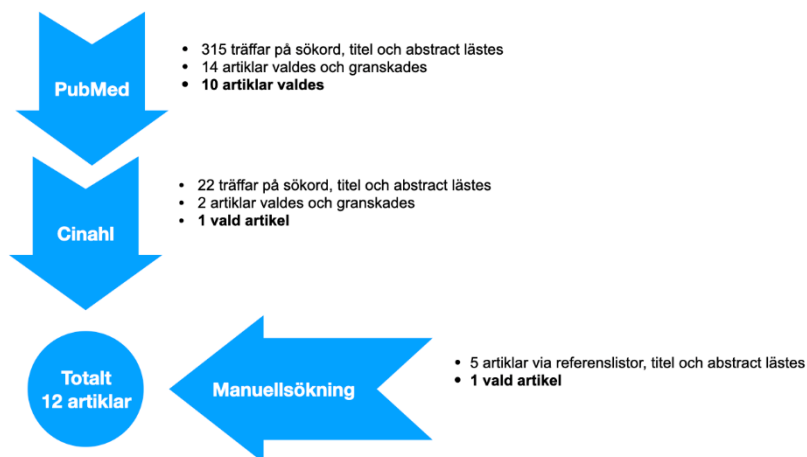 PubMed
• 315 träffar på sökord, titel och abstract lästes
• 14 artiklar valdes och granskades
• 10 artiklar valdes
Cinahl
• 22 träffar på sökord, titel och abstract lästes
• 2 artiklar valdes och granskades
• 1 vald artikel
Totalt
12 artiklar
Manuellsökning
• 5 artiklar via referenslistor, titel och abstract lästes
• 1 vald artikel